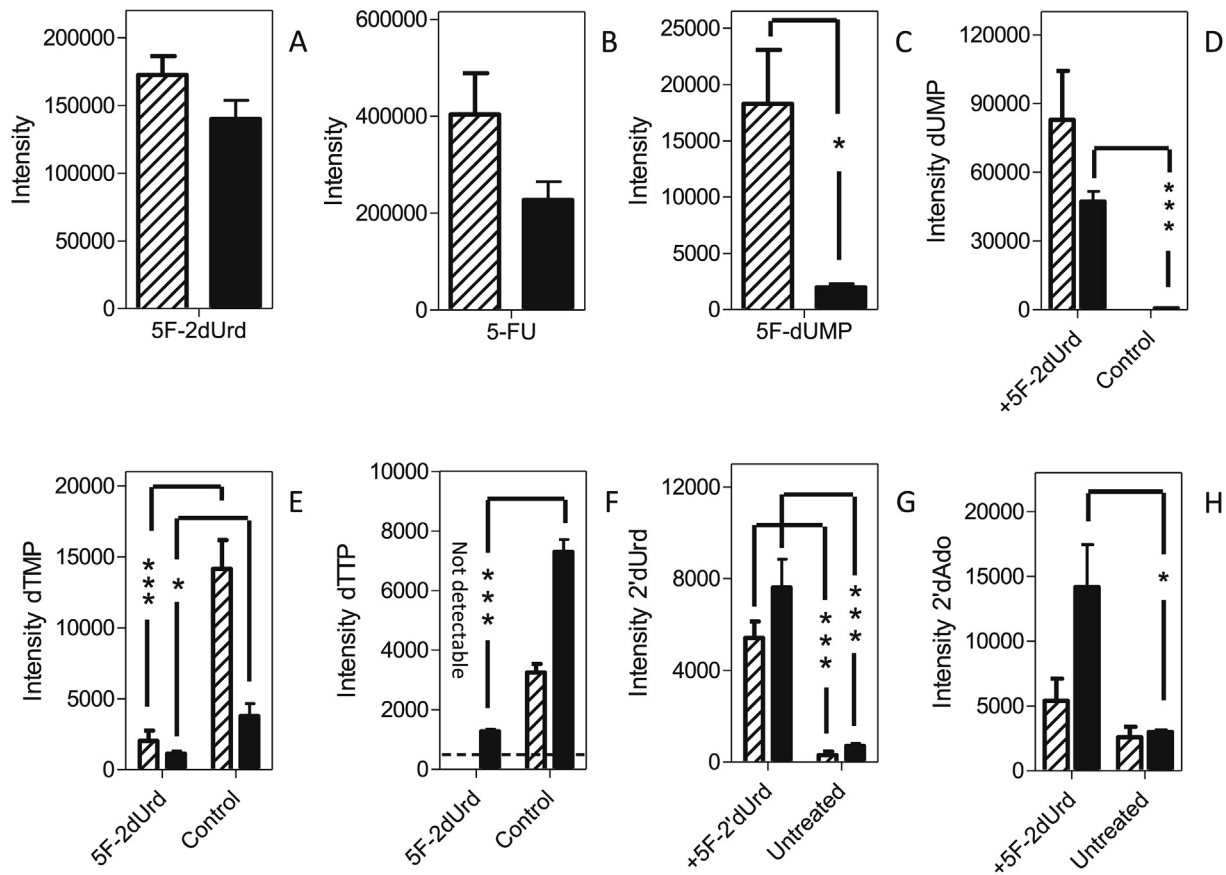 A
Intensity
200000
150000
100000
50000
0
5F-2dUrd
B
Intensity
600000
400000
200000
0
5-FU
C
Intensity
25000
20000
15000
10000
5000
0
*
5F-dUMP
D
Intensity dUMP
120000
90000
60000
30000
0
***
+5F-2dUrd
Control
E
Intensity dTMP
20000
15000
10000
5000
0
***
*
5F-2dUrd
Control
F
Intensity dTTP
10000
8000
6000
4000
2000
0
Not detectable
***
5F-2dUrd
Control
G
Intensity 2'dUrd
12000
8000
4000
0
***
***
+5F-2'dUrd
Untreated
H
Intensity 2'dAdo
20000
15000
10000
5000
0
*
+5F-2dUrd
Untreated